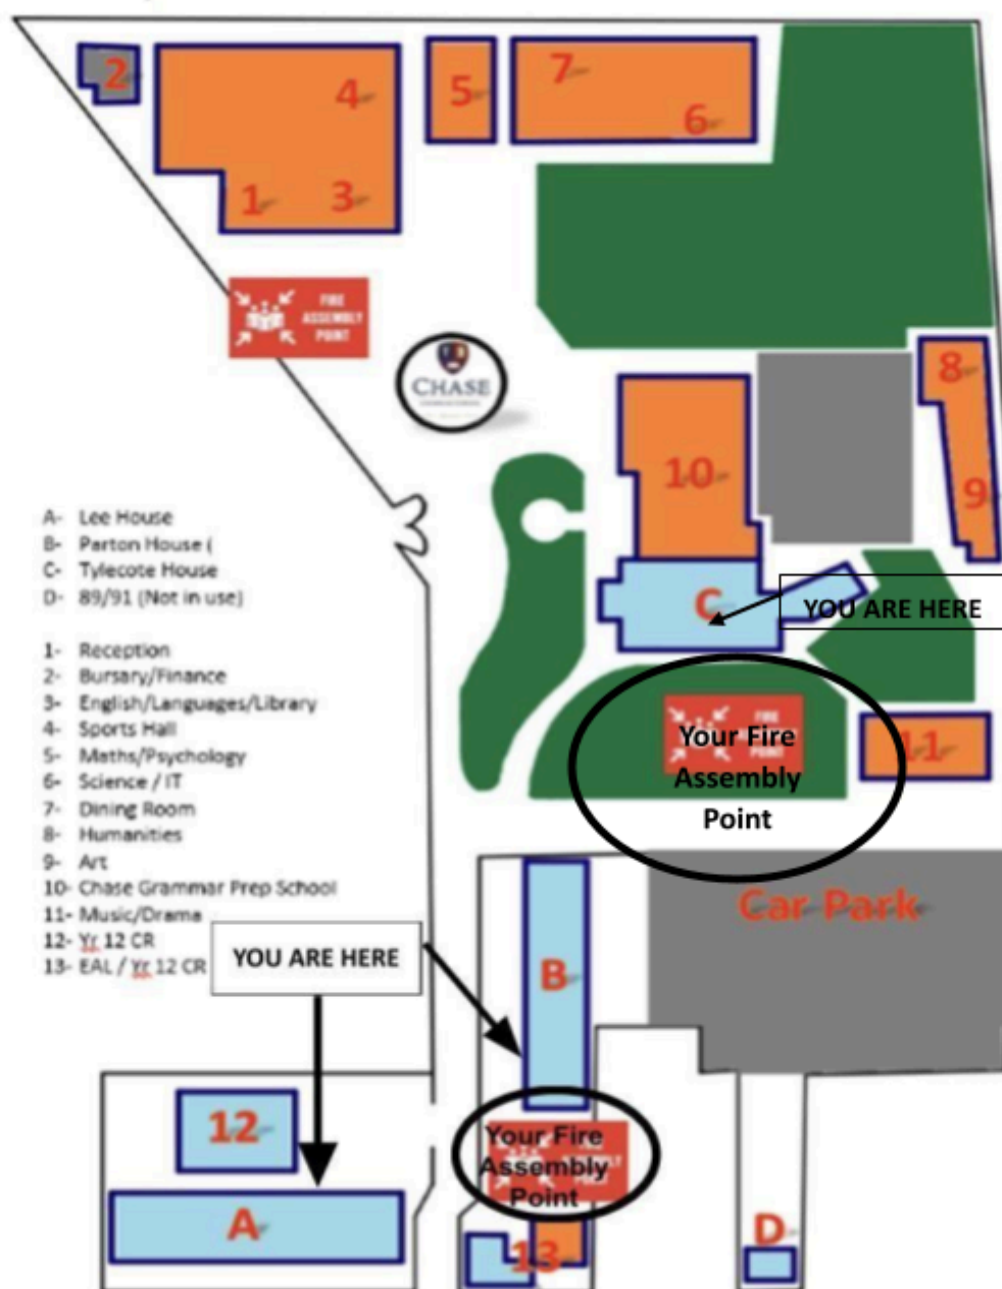 2
4
5
7
6
1
3
FIRE
ASSEMBLY
POINT
CHASE
8
10
9
A- Lee House
B- Parton House (
C- Tylecote House
D- 89/91 (Not in use)
C
YOU ARE HERE
1- Reception
2- Bursary/Finance
3- English/Languages/Library
4- Sports Hall
5- Maths/Psychology
6- Science / IT
7- Dining Room
8- Humanities
9- Art
10- Chase Grammar Prep School
11- Music/Drama
12- Yr 12 CR
13- EAL / Yr 12 CR
FIRE
POINT
Your Fire
Assembly
Point
11
Car Park
YOU ARE HERE
B
12
Your Fire
Assembly
Point
A
13
D